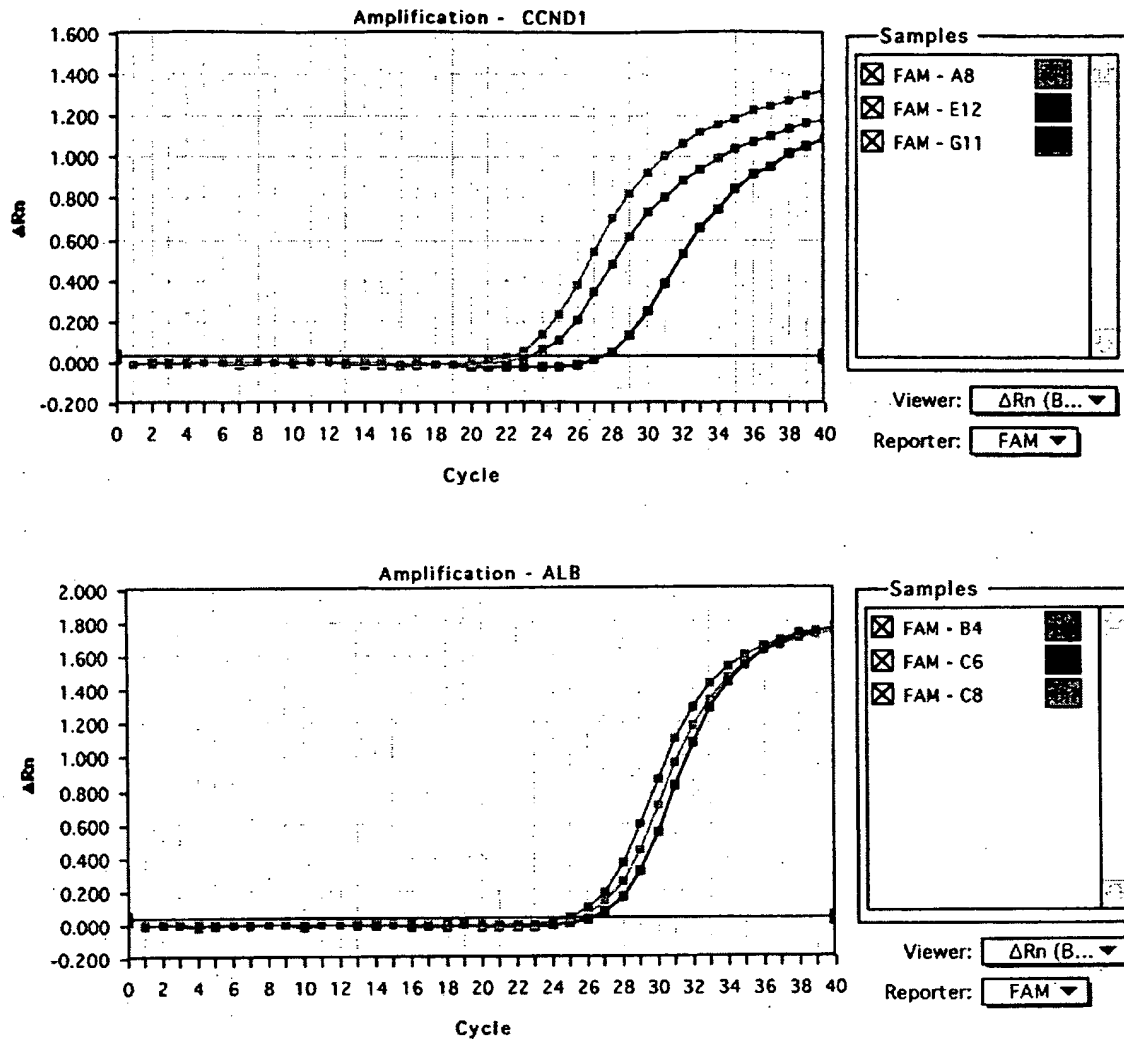 Amplification - CCND1
1.600
1.400
1.200
1.000
0.800
0.600
0.400
0.200
0.000
-0.200
ΔRn
0 2 4 6 8 10 12 14 16 18 20 22 24 26 28 30 32 34 36 38 40
Cycle
Samples
FAM - A8
FAM - E12
FAM - G11
Viewer: ΔRn (B...
Reporter: FAM
Amplification - ALB
2.000
1.800
1.600
1.400
1.200
1.000
0.800
0.600
0.400
0.200
0.000
-0.200
ΔRn
0 2 4 6 8 10 12 14 16 18 20 22 24 26 28 30 32 34 36 38 40
Cycle
Samples
FAM - B4
FAM - C6
FAM - C8
Viewer: ΔRn (B...
Reporter: FAM